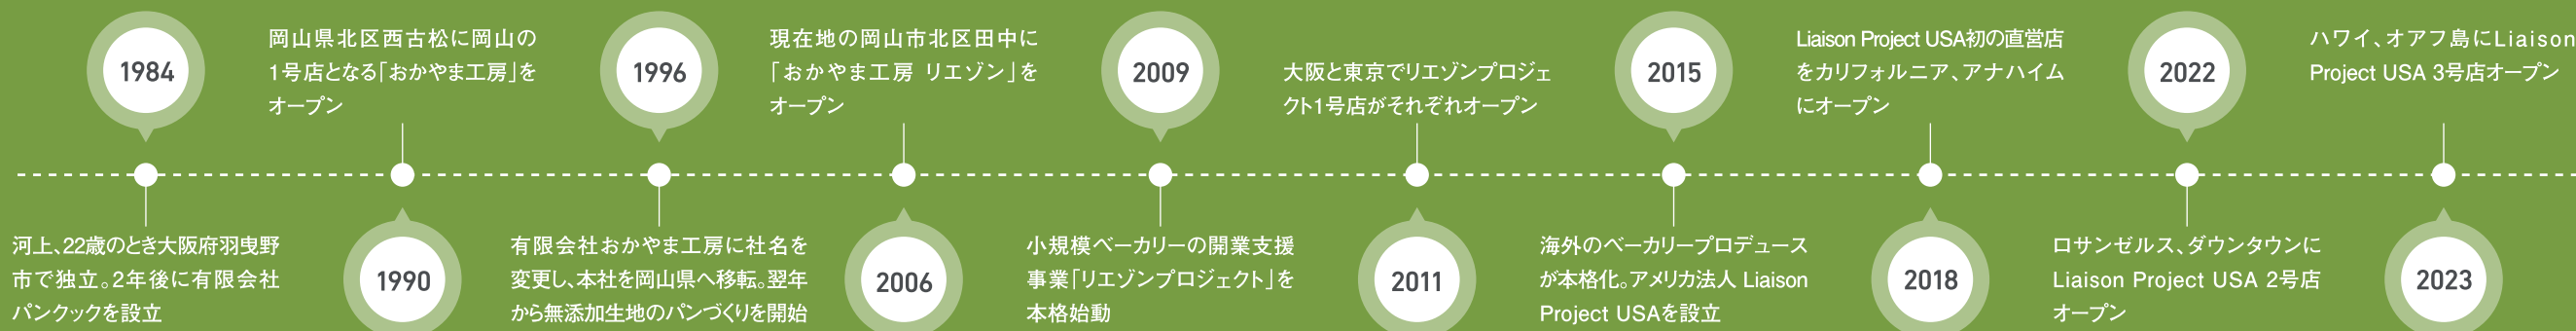 1984
河上、22歳のとき大阪府羽曳野
市で独立。2年後に有限会社
パンクックを設立
岡山県北区西古松に岡山の
1号店となる「おかやま工房」を
オープン
1990
1996
有限会社おかやま工房に社名を
変更し、本社を岡山県へ移転。翌年
から無添加生地のパンづくりを開始
現在地の岡山市北区田中に
「おかやま工房 リエゾン」を
オープン
2006
2009
小規模ベーカリーの開業支援
事業「リエゾンプロジェクト」を
本格始動
大阪と東京でリエゾンプロジェ
クト1号店がそれぞれオープン
2011
2015
海外のベーカリープロデュース
が本格化。アメリカ法人 Liaison
Project USAを設立
Liaison Project USA初の直営店
をカリフォルニア、アナハイム
にオープン
2018
2022
ロサンゼルス、ダウンタウンに
Liaison Project USA 2号店
オープン
ハワイ、オアフ島にLiaison
Project USA 3号店オープン
2023